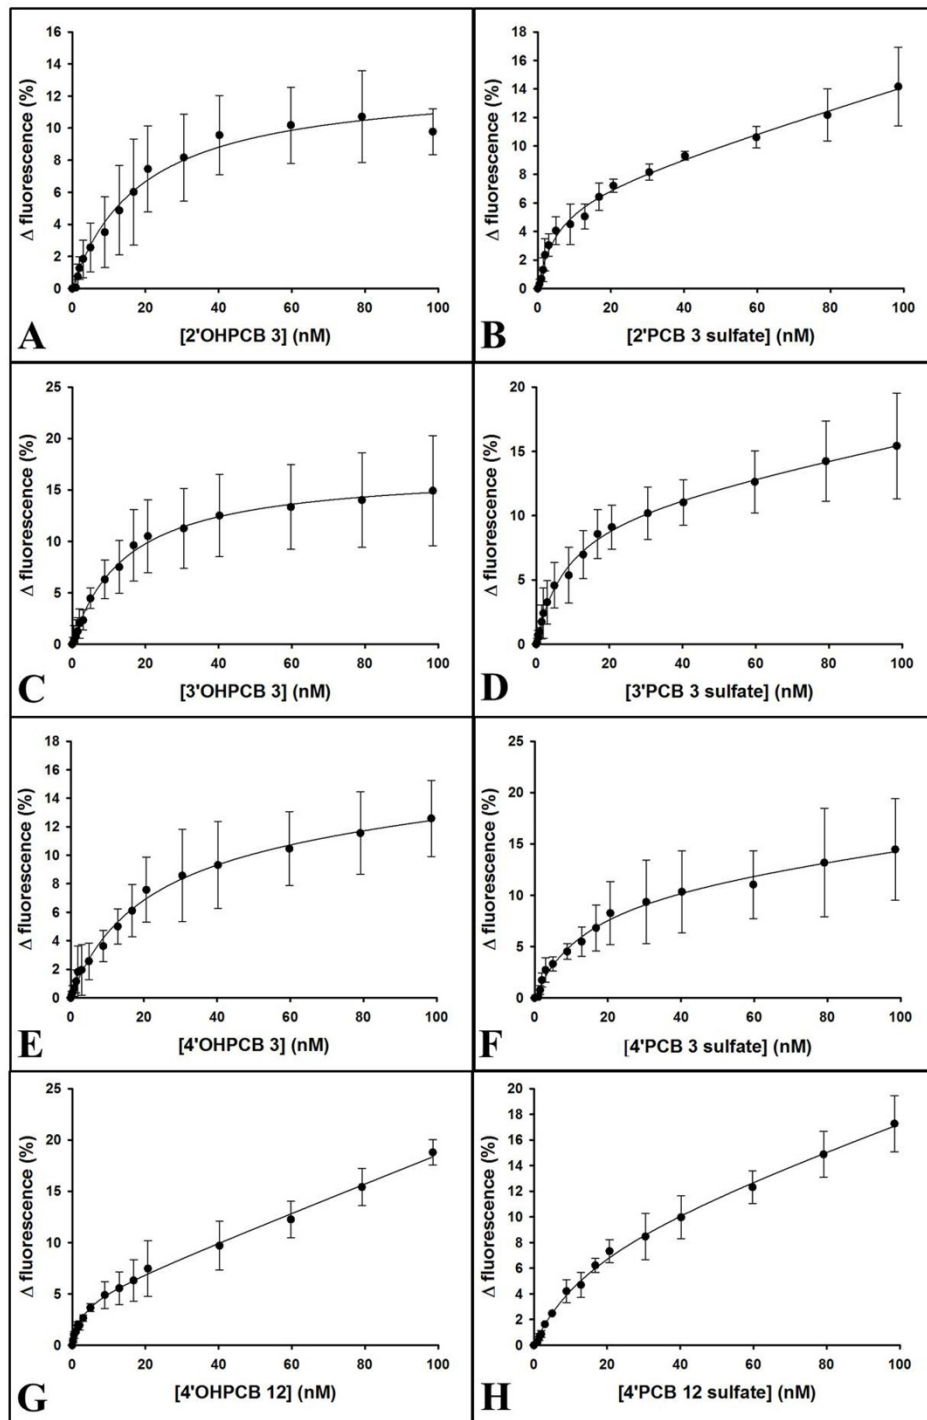 Δ fluorescence (%)
16
14
12
10
8
6
4
2
0
0 20 40 60 80 100
[2'OHPCB 3] (nM)
A
Δ fluorescence (%)
18
16
14
12
10
8
6
4
2
0
0 20 40 60 80 100
[2'PCB 3 sulfate] (nM)
B
Δ fluorescence (%)
25
20
15
10
5
0
0 20 40 60 80 100
[3'OHPCB 3] (nM)
C
Δ fluorescence (%)
20
15
10
5
0
0 20 40 60 80 100
[3'PCB 3 sulfate] (nM)
D
Δ fluorescence (%)
18
16
14
12
10
8
6
4
2
0
0 20 40 60 80 100
[4'OHPCB 3] (nM)
E
Δ fluorescence (%)
25
20
15
10
5
0
0 20 40 60 80 100
[4'PCB 3 sulfate] (nM)
F
Δ fluorescence (%)
25
20
15
10
5
0
0 20 40 60 80 100
[4'OHPCB 12] (nM)
G
Δ fluorescence (%)
20
18
16
14
12
10
8
6
4
2
0
0 20 40 60 80 100
[4'PCB 12 sulfate] (nM)
H